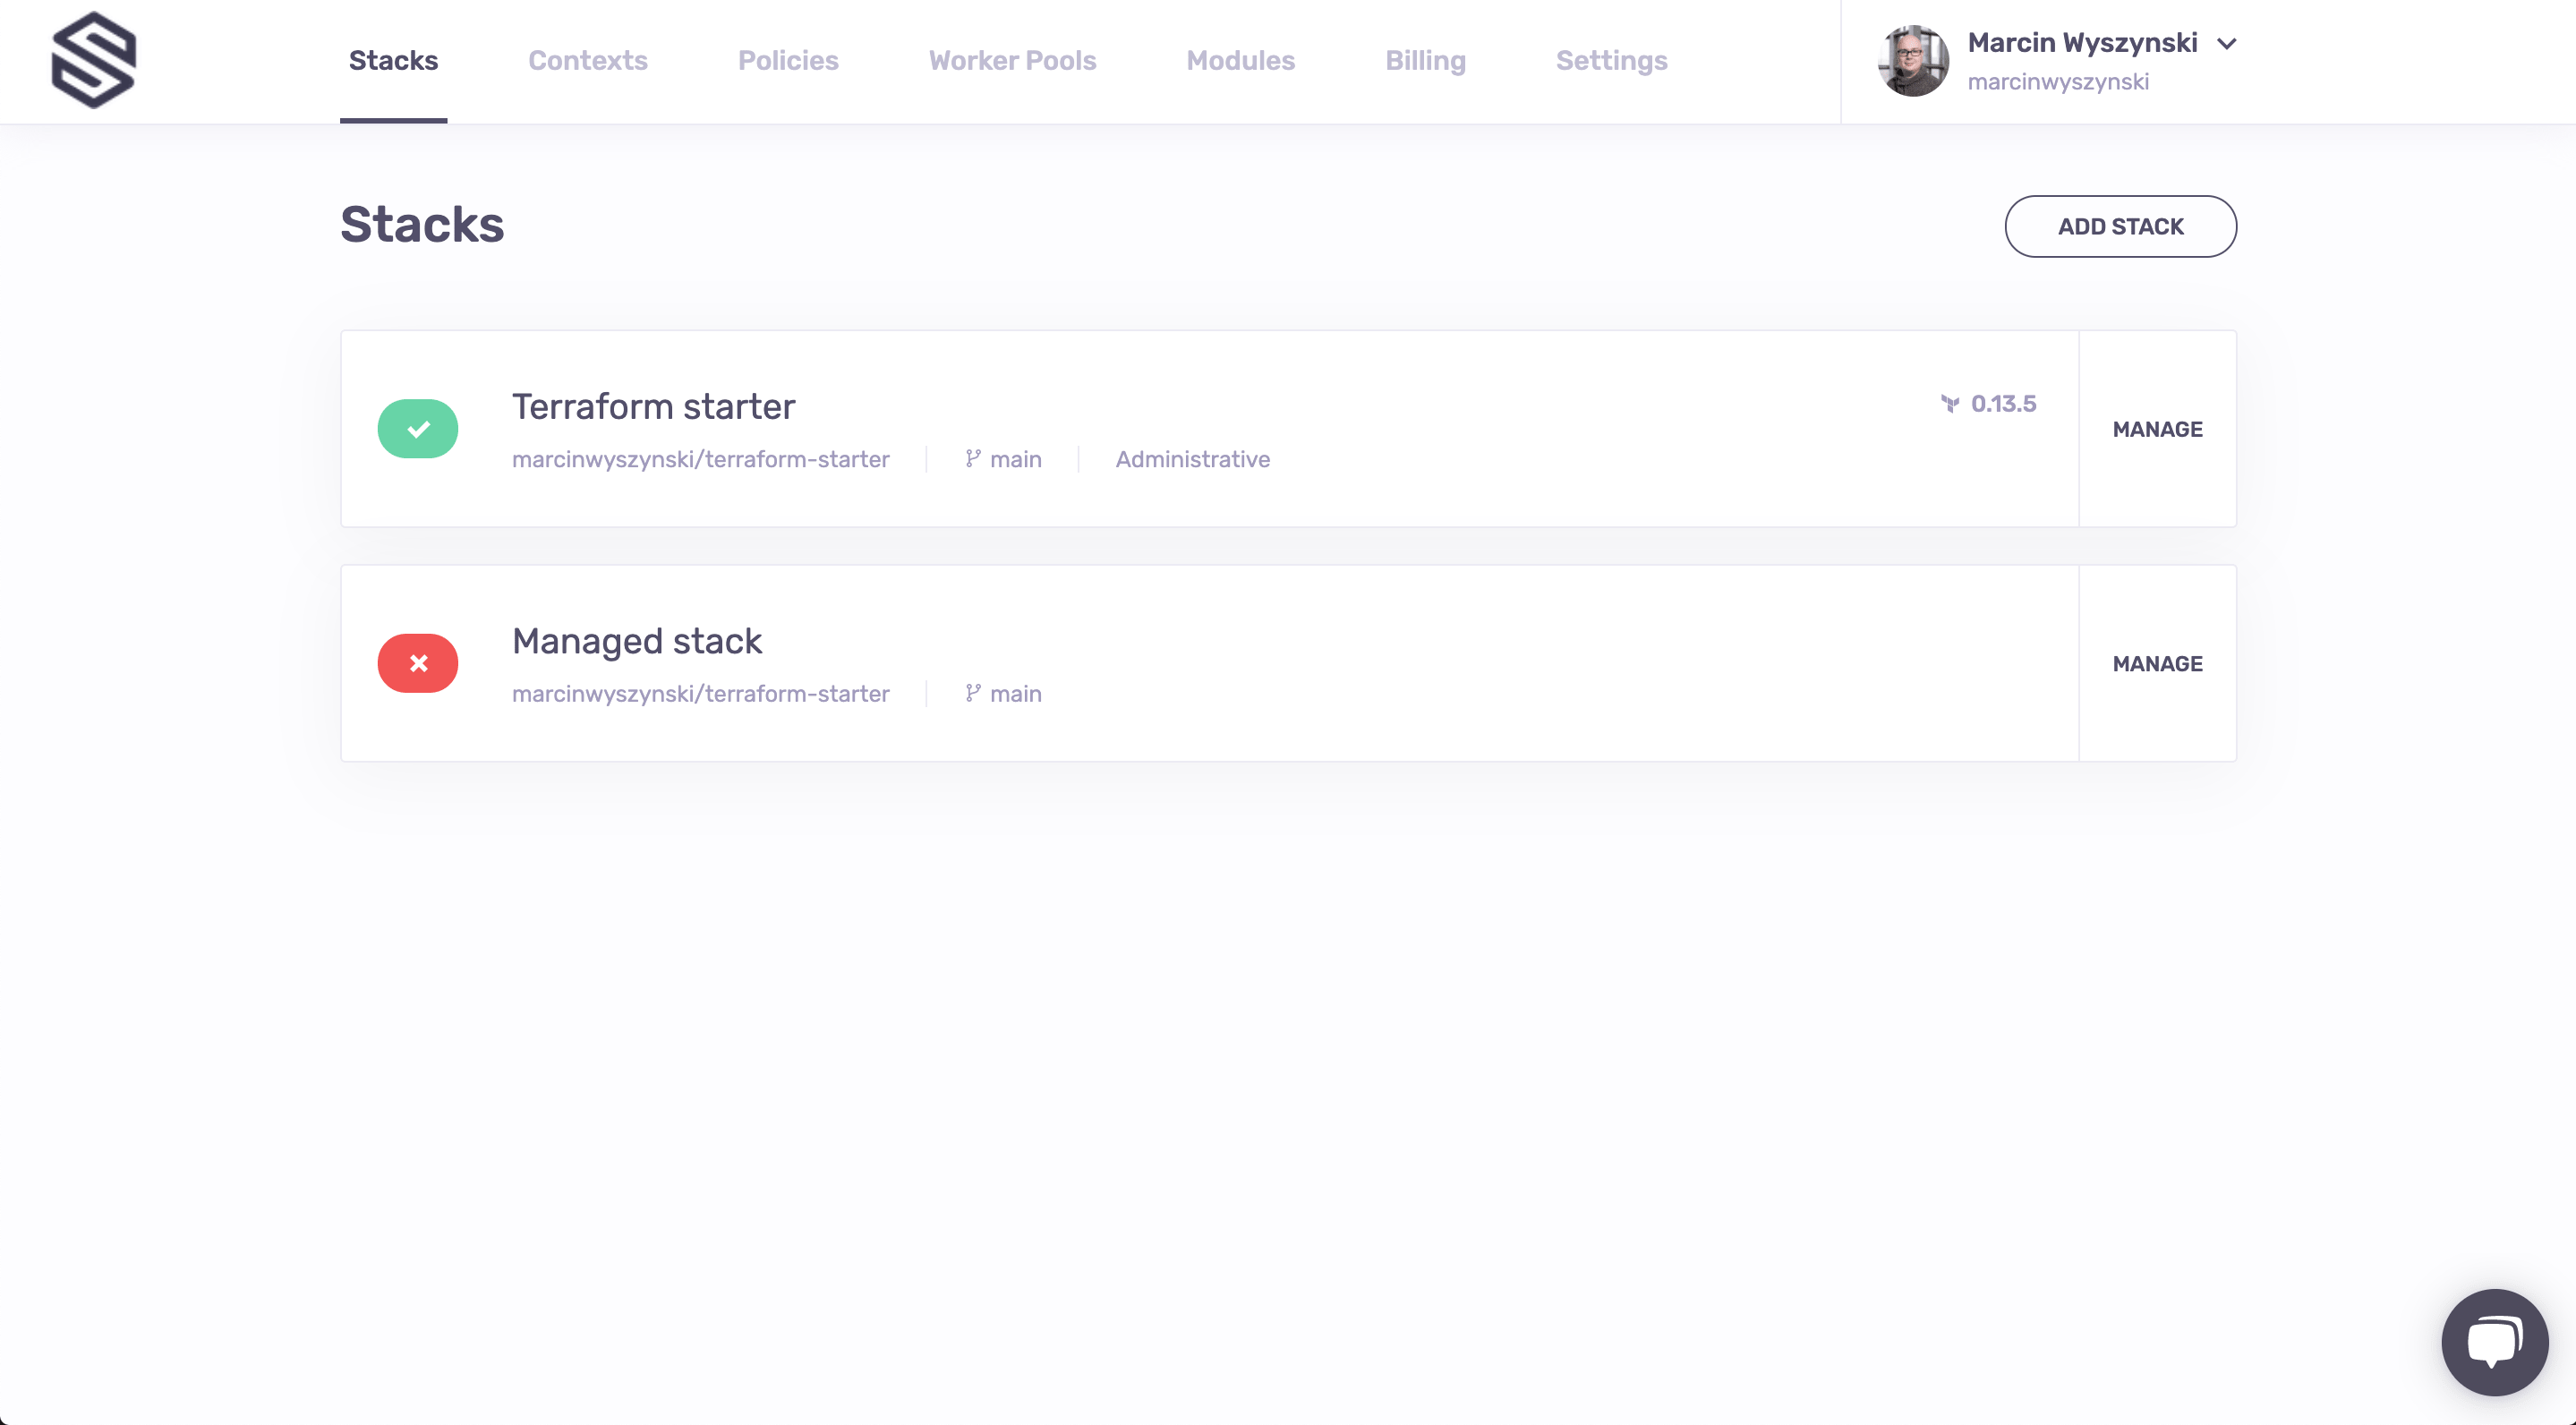 Stacks Contexts Policies Worker Pools Modules Billing Settings
Marcin Wyszynski
marcinwyszynski
Stacks
ADD STACK
Terraform starter
0.13.5
MANAGE
marcinwyszynski/terraform-starter main Administrative
Managed stack
MANAGE
marcinwyszynski/terraform-starter main